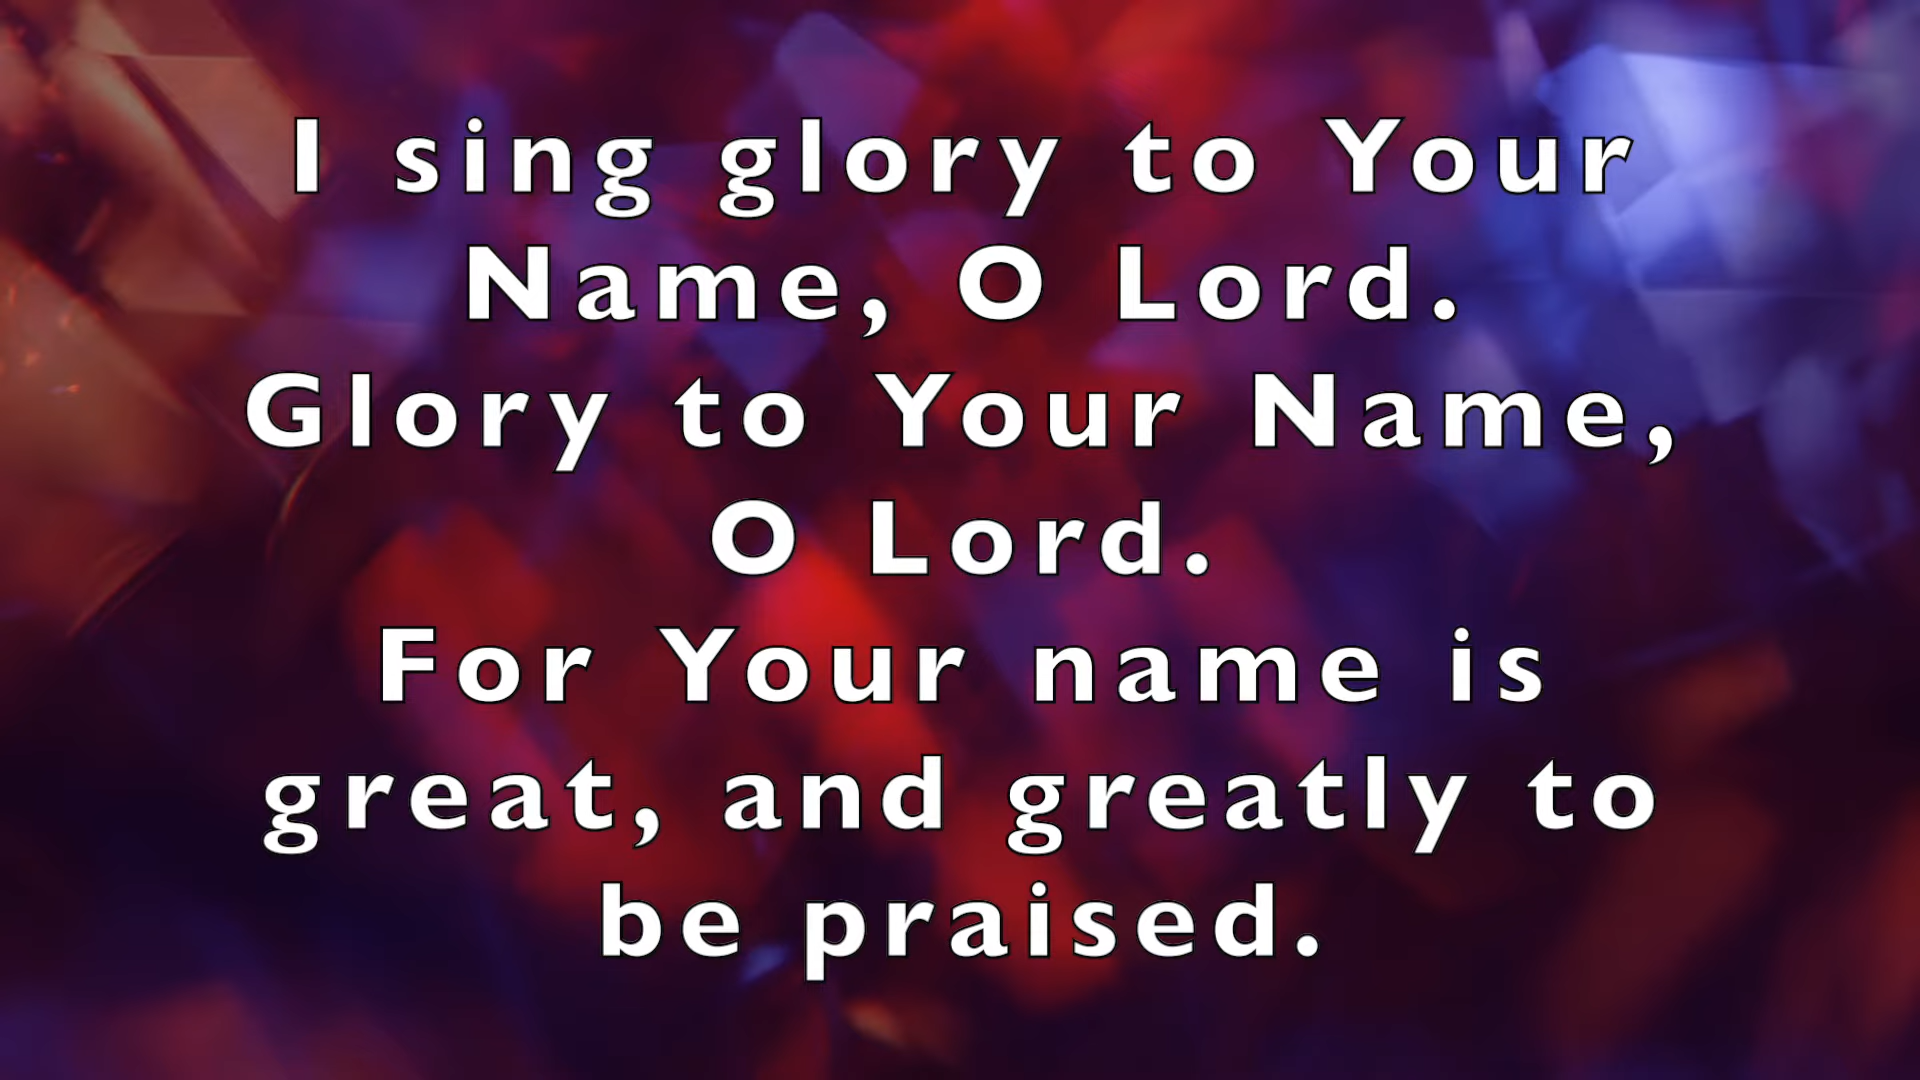 I sing glory to Your
Name, O Lord.
Glory to Your Name,
O Lord.
For Your name is
great, and greatly to
be praised.